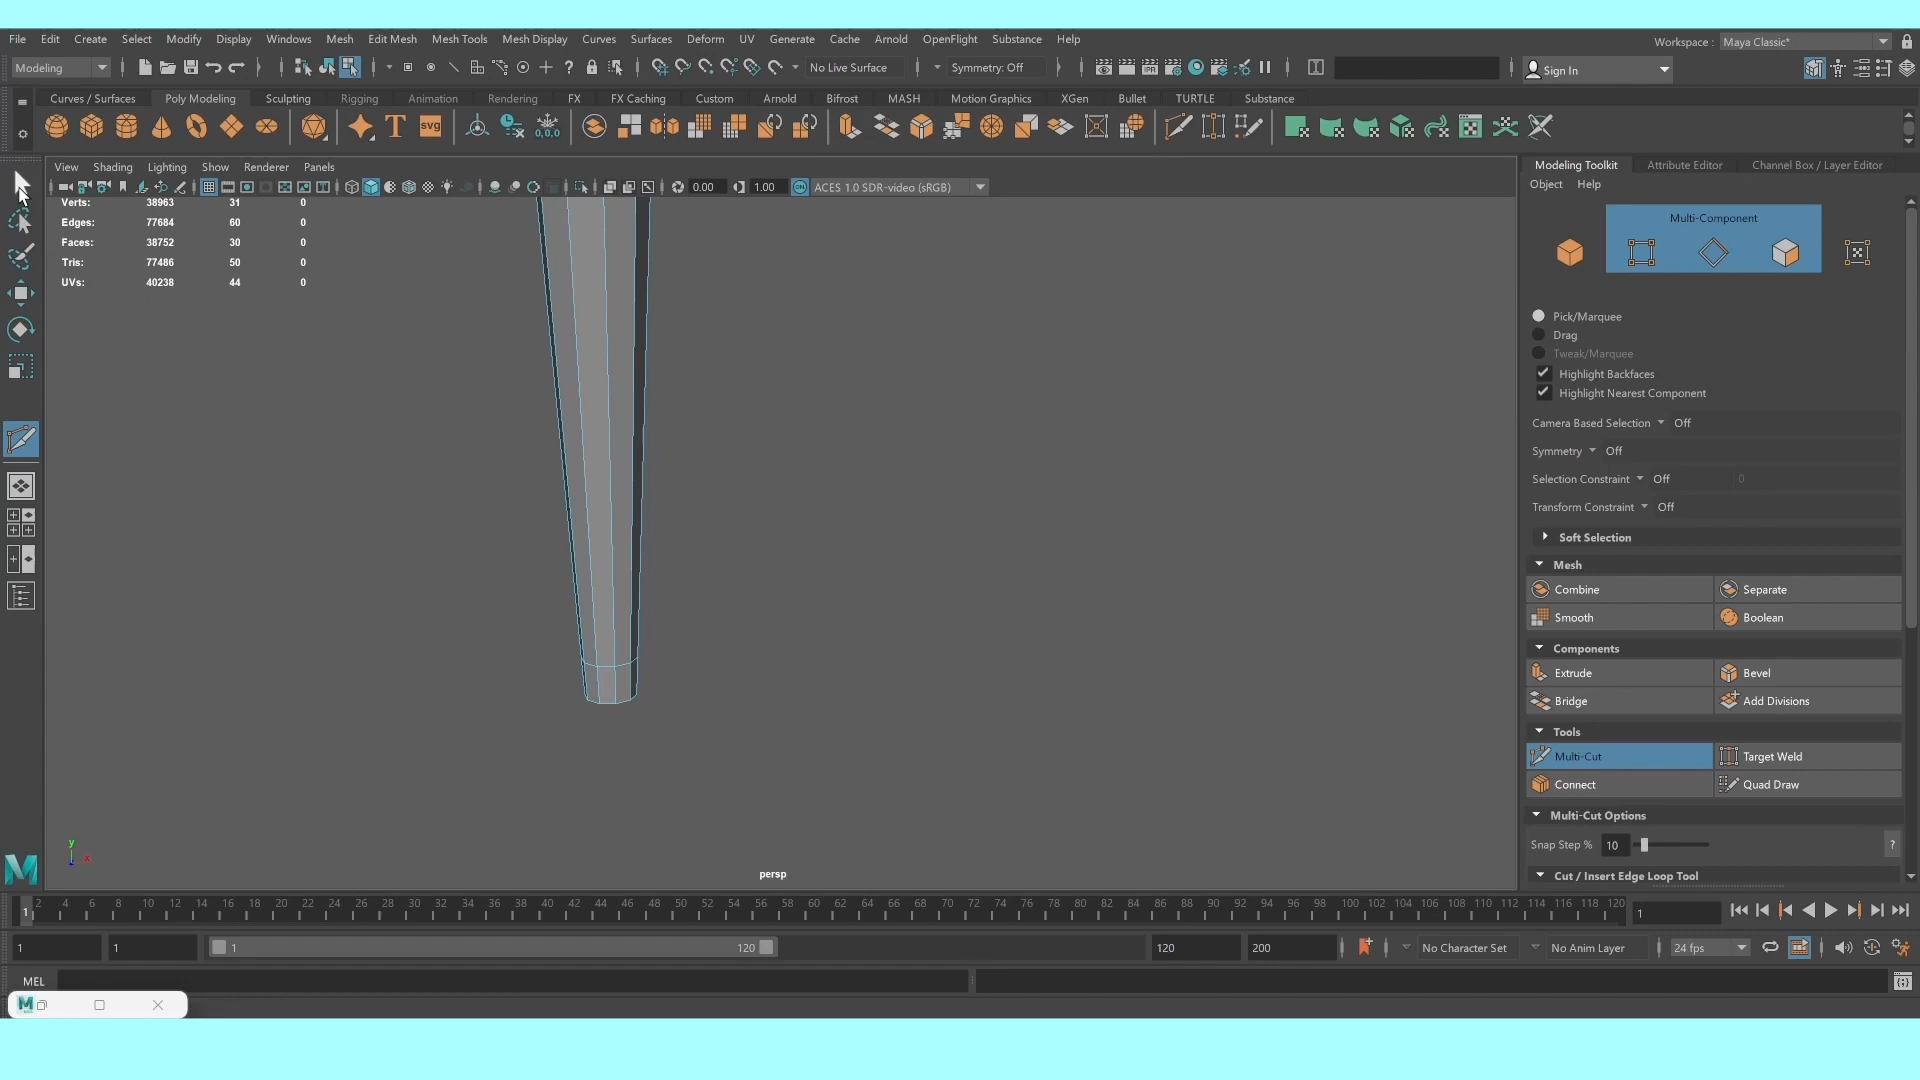 File Edit Create Select Modify Display Windows Mesh Edit Mesh Mesh Tools Mesh Display Curves Surfaces Deform UV Generate Cache Arnold OpenFlight Substance Help
Workspace : Maya Classic*
Modeling
No Live Surface
Symmetry: Off
Sign In
Curves / Surfaces Poly Modeling Sculpting Rigging Animation Rendering FX FX Caching Custom Arnold Bifrost MASH Motion Graphics XGen Bullet TURTLE Substance
View Shading Lighting Show Renderer Panels
0.00 1.00 ACES 1.0 SDR-video (sRGB)
Verts: 38963 31 0
Edges: 77684 60 0
Faces: 38752 30 0
Tris: 77486 50 0
UVs: 40238 44 0
y
x
persp
Modeling Toolkit Attribute Editor Channel Box / Layer Editor
Object Help
Multi-Component
Pick/Marquee
Drag
Tweak/Marquee
Highlight Backfaces
Highlight Nearest Component
Camera Based Selection Off
Symmetry Off
Selection Constraint Off 0
Transform Constraint Off
Soft Selection
Mesh
Combine Separate
Smooth Boolean
Components
Extrude Bevel
Bridge Add Divisions
Tools
Multi-Cut Target Weld
Connect Quad Draw
Multi-Cut Options
Snap Step % 10 ?
Cut / Insert Edge Loop Tool
1 2 4 6 8 10 12 14 16 18 20 22 24 26 28 30 32 34 36 38 40 42 44 46 48 50 52 54 56 58 60 62 64 66 68 70 72 74 76 78 80 82 84 86 88 90 92 94 96 98 100 102 104 106 108 110 112 114 116 118 120
1
1 1 1 120 120 200 No Character Set No Anim Layer 24 fps
MEL